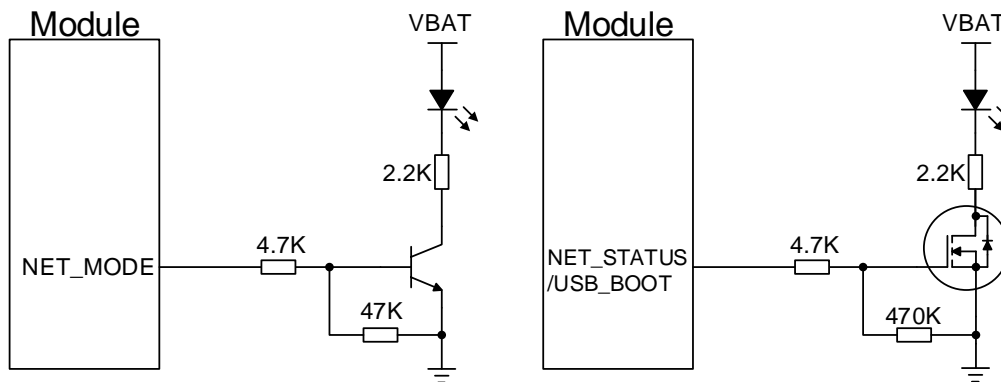 Module
VBAT
2.2K
4.7K
NET_MODE
47K
Module
VBAT
2.2K
4.7K
NET_STATUS
/USB_BOOT
470K